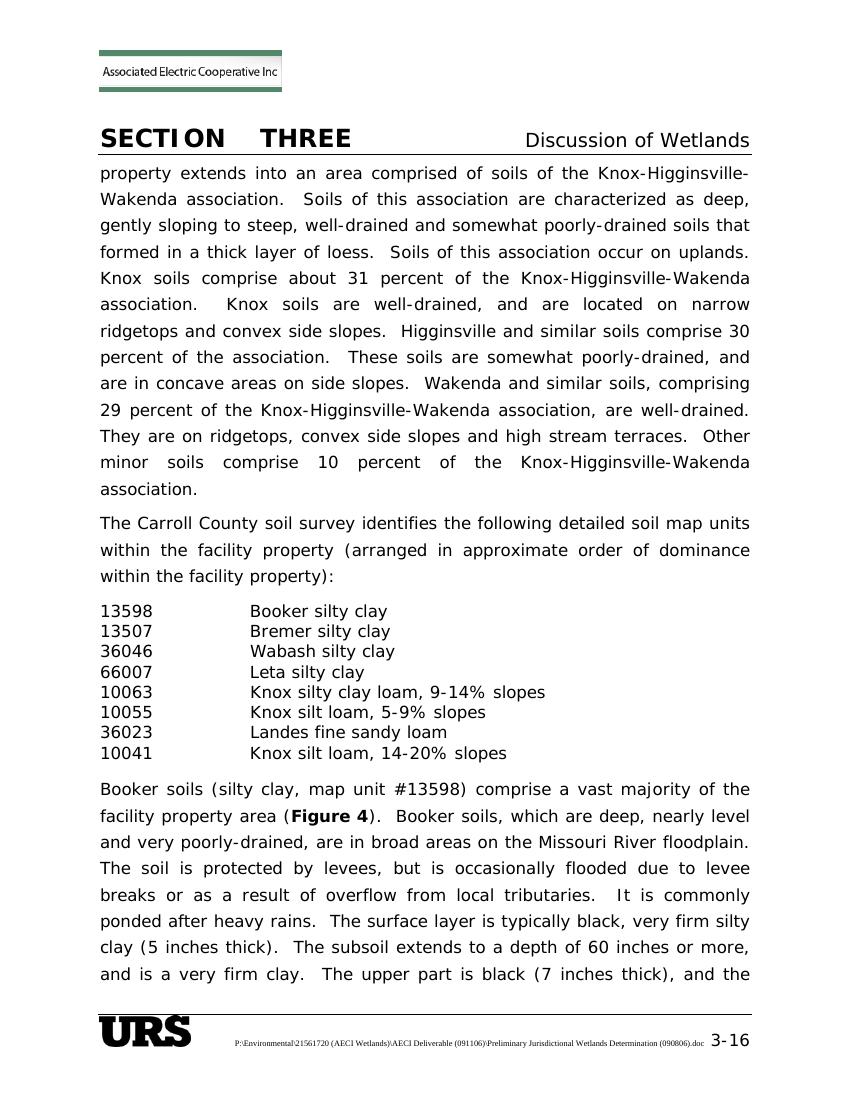 Associated Electric Cooperative Inc
SECTION THREE Discussion of Wetlands
property extends into an area comprised of soils of the Knox-Higginsville-
Wakenda association. Soils of this association are characterized as deep,
gently sloping to steep, well-drained and somewhat poorly-drained soils that
formed in a thick layer of loess. Soils of this association occur on uplands.
Knox soils comprise about 31 percent of the Knox-Higginsville-Wakenda
association. Knox soils are well-drained, and are located on narrow
ridgetops and convex side slopes. Higginsville and similar soils comprise 30
percent of the association. These soils are somewhat poorly-drained, and
are in concave areas on side slopes. Wakenda and similar soils, comprising
29 percent of the Knox-Higginsville-Wakenda association, are well-drained.
They are on ridgetops, convex side slopes and high stream terraces. Other
minor soils comprise 10 percent of the Knox-Higginsville-Wakenda
association.
The Carroll County soil survey identifies the following detailed soil map units
within the facility property (arranged in approximate order of dominance
within the facility property):
13598 Booker silty clay
13507 Bremer silty clay
36046 Wabash silty clay
66007 Leta silty clay
10063 Knox silty clay loam, 9-14% slopes
10055 Knox silt loam, 5-9% slopes
36023 Landes fine sandy loam
10041 Knox silt loam, 14-20% slopes
Booker soils (silty clay, map unit #13598) comprise a vast majority of the
facility property area (Figure 4). Booker soils, which are deep, nearly level
and very poorly-drained, are in broad areas on the Missouri River floodplain.
The soil is protected by levees, but is occasionally flooded due to levee
breaks or as a result of overflow from local tributaries. It is commonly
ponded after heavy rains. The surface layer is typically black, very firm silty
clay (5 inches thick). The subsoil extends to a depth of 60 inches or more,
and is a very firm clay. The upper part is black (7 inches thick), and the
URS P:\Environmental\21561720 (AECI Wetlands)\AECI Deliverable (091106)\Preliminary Jurisdictional Wetlands Determination (090806).doc 3-16